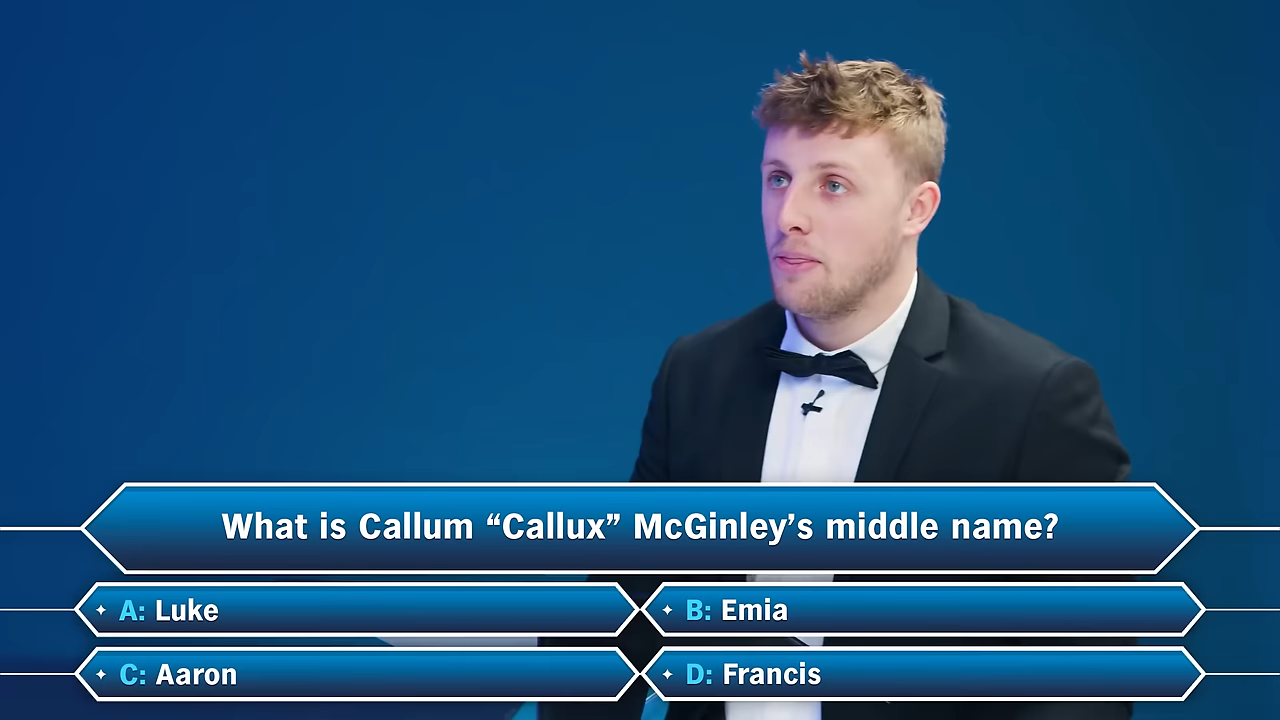 What is Callum “Callux” McGinley’s middle name?
A: Luke
B: Emia
C: Aaron
D: Francis